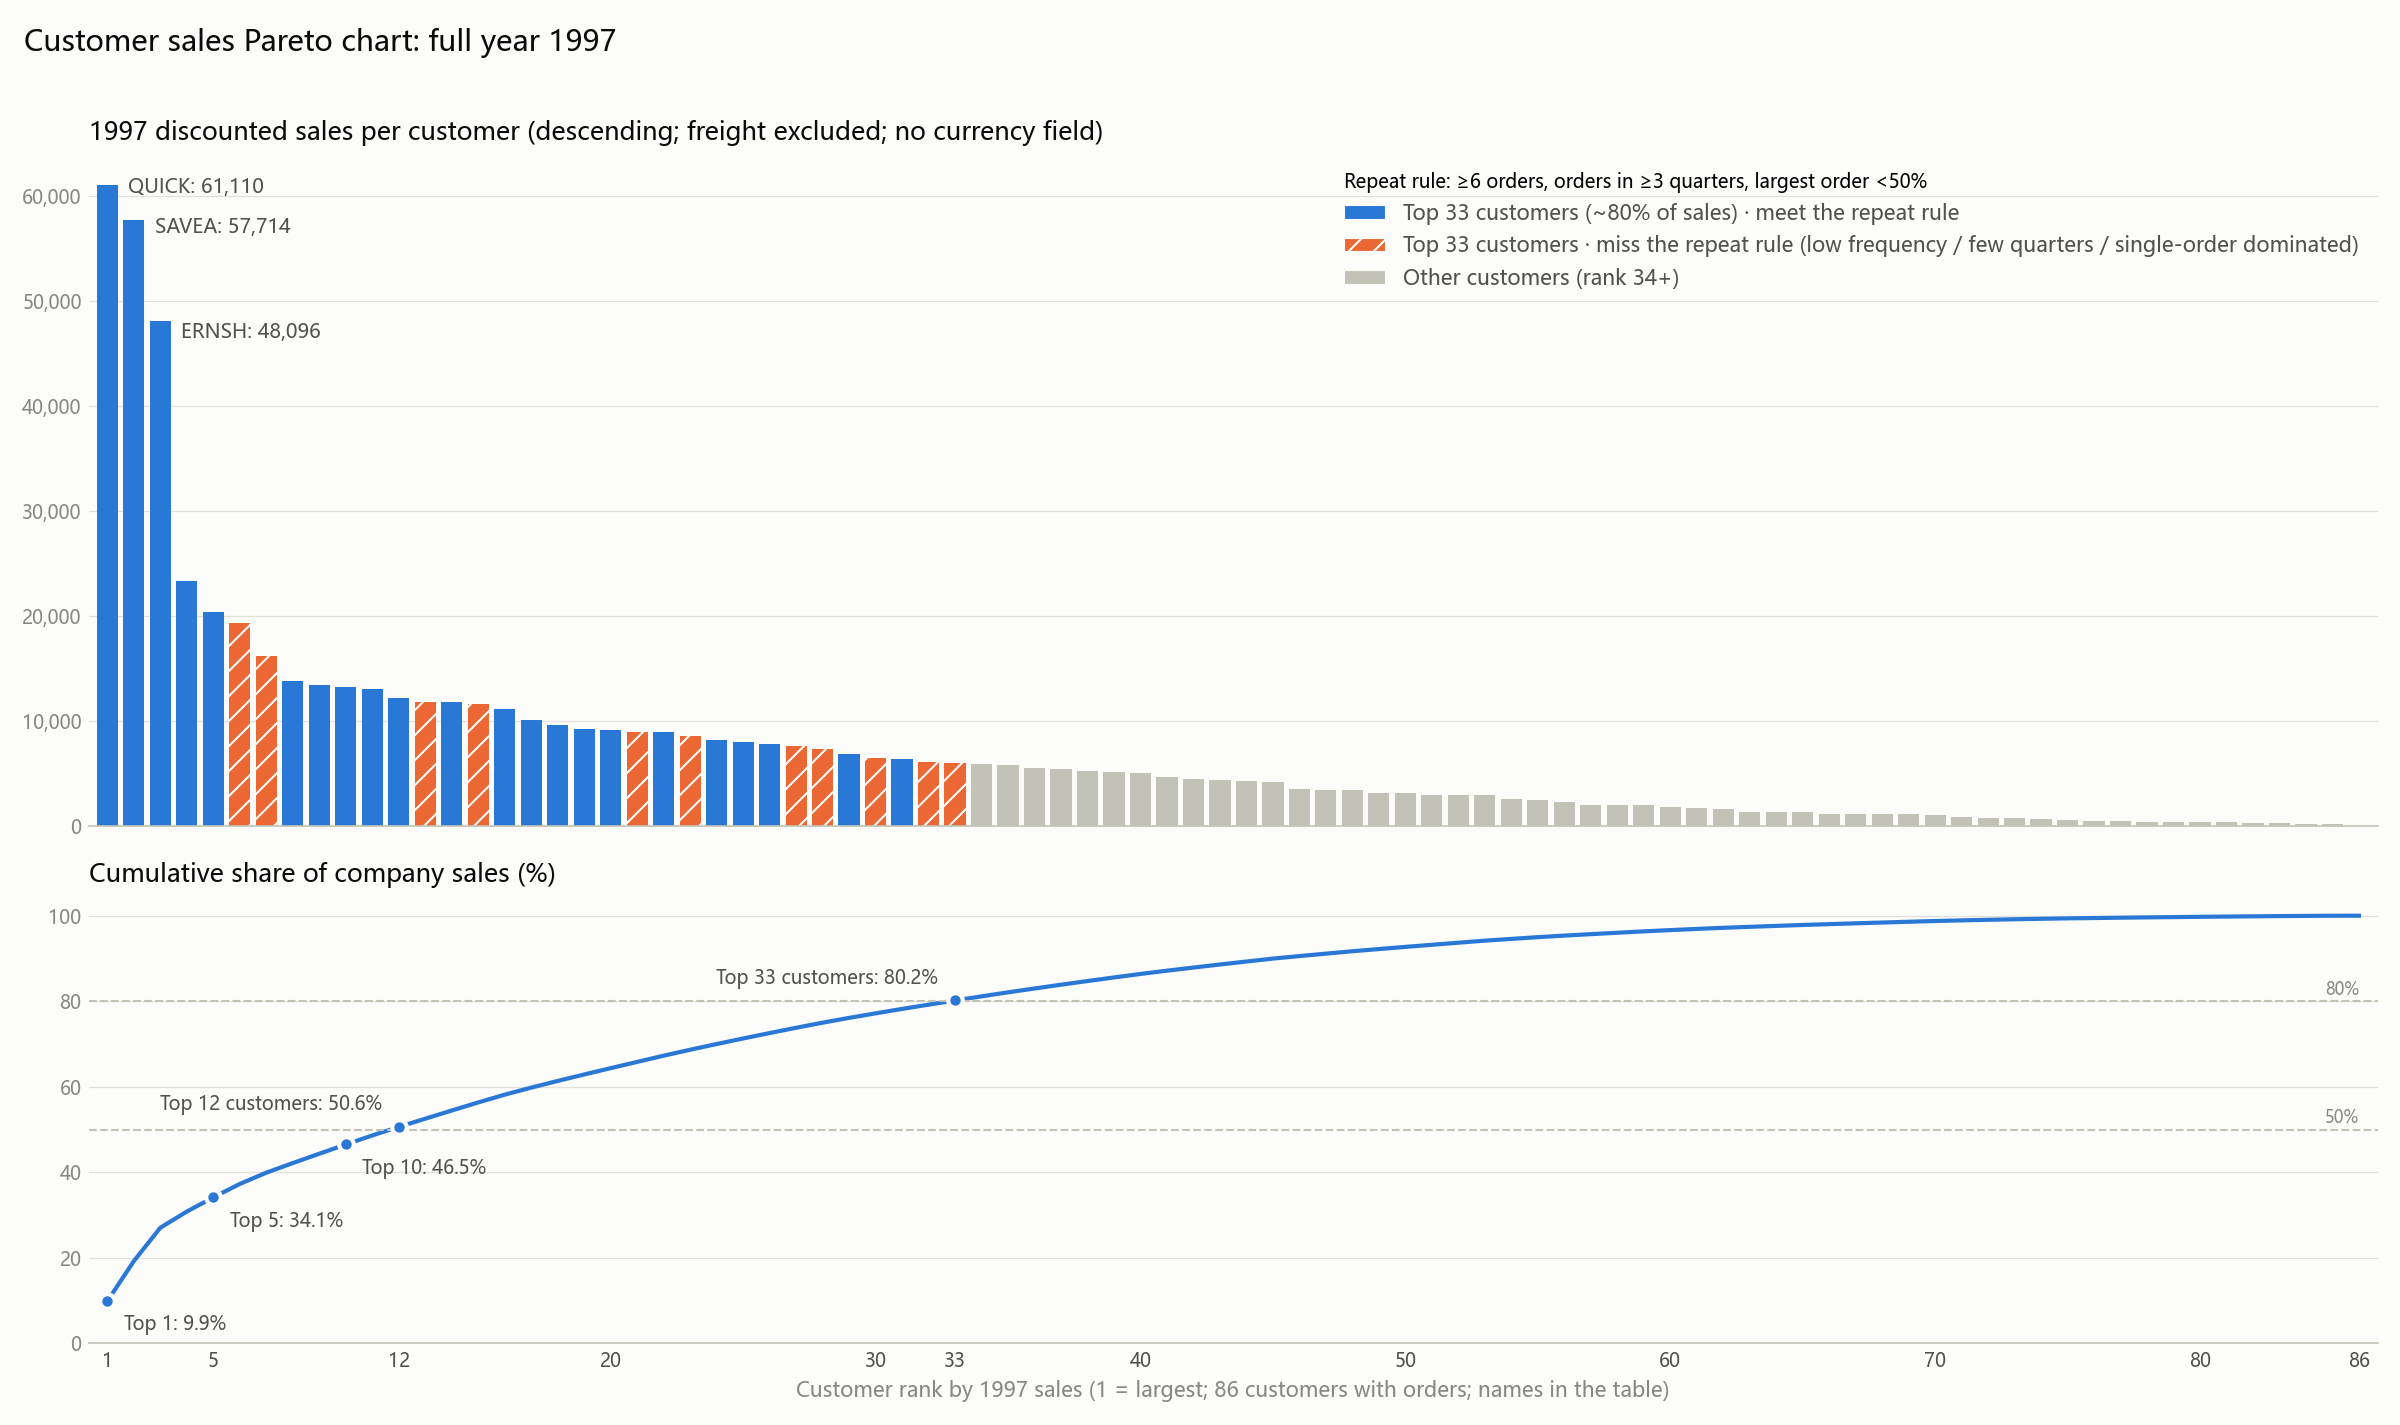 Customer sales Pareto chart: full year 1997
1997 discounted sales per customer (descending; freight excluded; no currency field)
QUICK: 61,110
SAVEA: 57,714
ERNSH: 48,096
Repeat rule: ≥6 orders, orders in ≥3 quarters, largest order <50%
Top 33 customers (~80% of sales) · meet the repeat rule
Top 33 customers · miss the repeat rule (low frequency / few quarters / single-order dominated)
Other customers (rank 34+)
60,000
50,000
40,000
30,000
20,000
10,000
0
Cumulative share of company sales (%)
100
80
60
40
20
0
Top 33 customers: 80.2%
80%
Top 12 customers: 50.6%
50%
Top 10: 46.5%
Top 5: 34.1%
Top 1: 9.9%
1 5 12 20 30 33 40 50 60 70 80 86
Customer rank by 1997 sales (1 = largest; 86 customers with orders; names in the table)